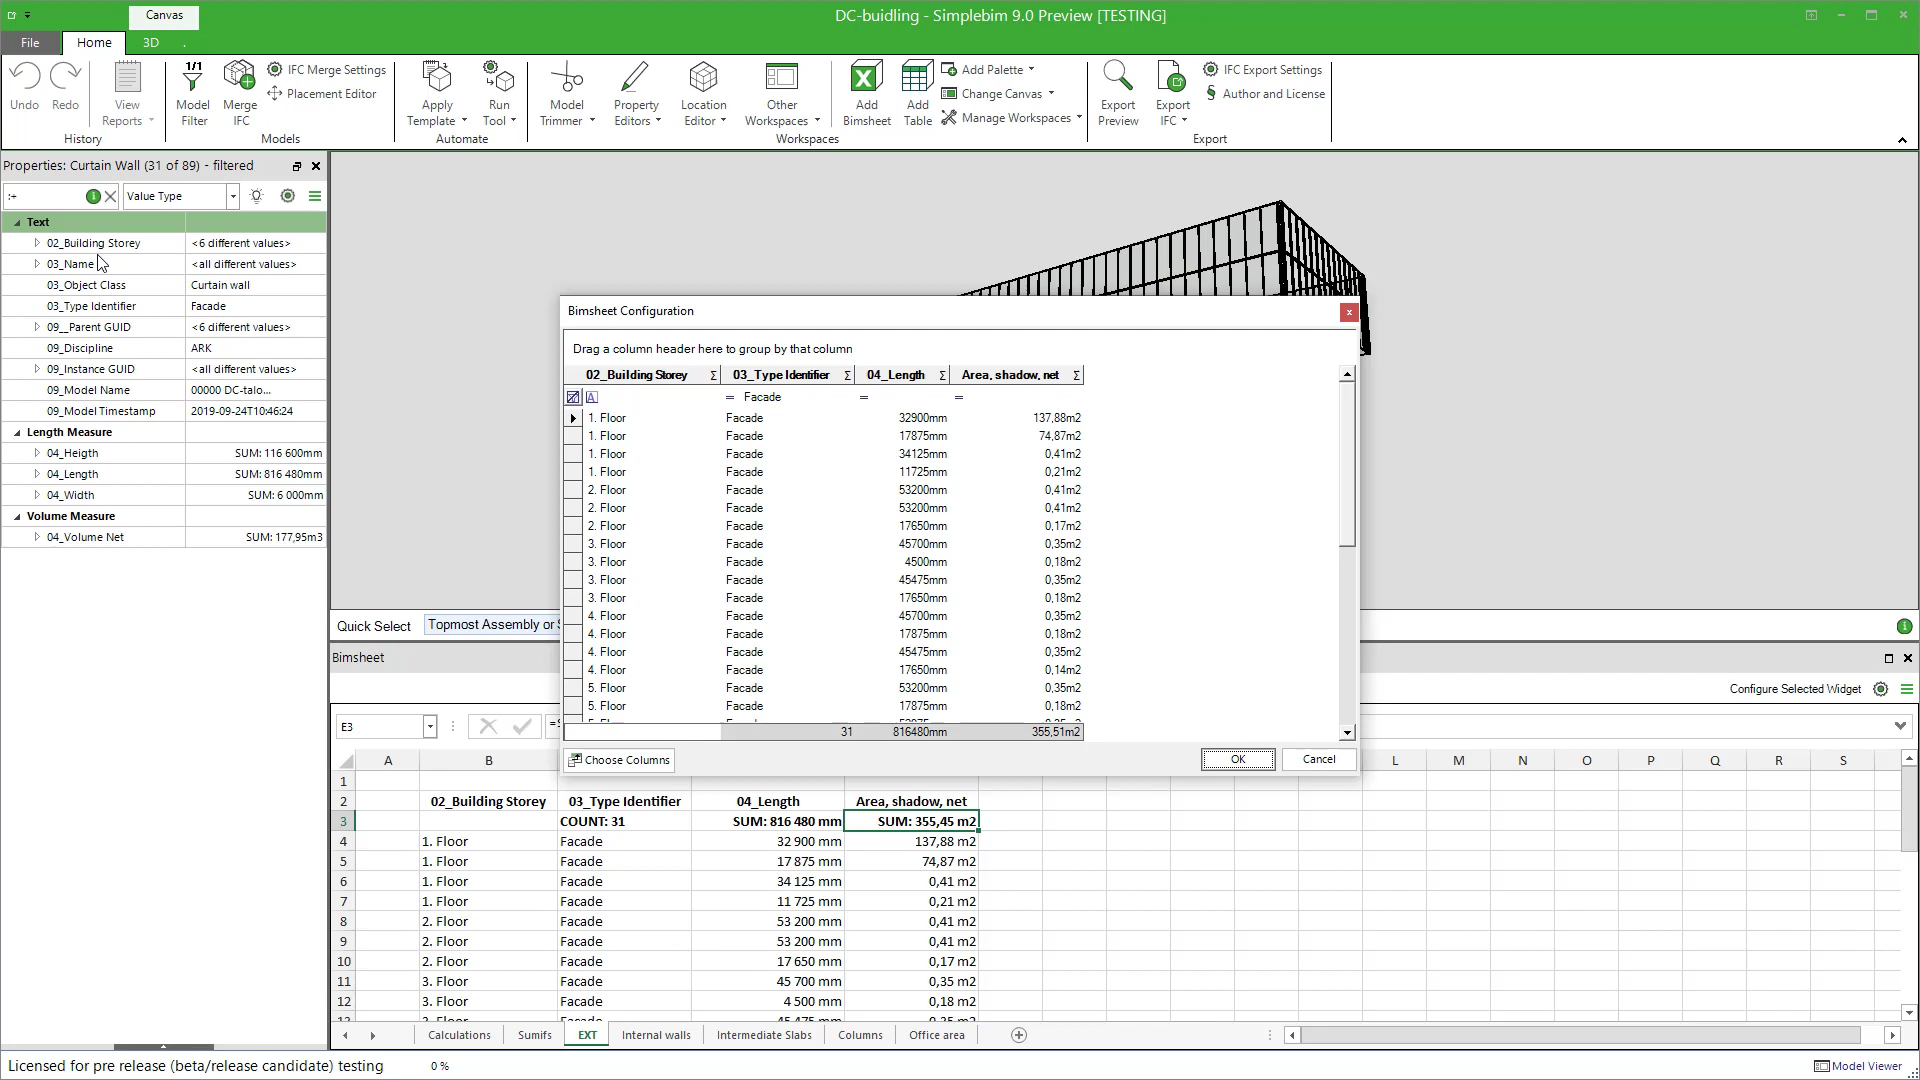 Canvas
DC-buidling - Simplebim 9.0 Preview [TESTING]
File
Home
3D
Undo
Redo
View Reports
History
1/1
Model Filter
Merge IFC
IFC Merge Settings
Placement Editor
Models
Apply Template
Run Tool
Automate
Model Trimmer
Property Editors
Location Editor
Other Workspaces
Add Bimsheet
Add Table
Add Palette
Change Canvas
Manage Workspaces
Workspaces
Export Preview
Export IFC
IFC Export Settings
Author and License
Export
Properties: Curtain Wall (31 of 89) - filtered
:+
Value Type
Text
02_Building Storey <6 different values>
03_Name <all different values>
03_Object Class Curtain wall
03_Type Identifier Facade
09__Parent GUID <6 different values>
09_Discipline ARK
09_Instance GUID <all different values>
09_Model Name 00000 DC-talo...
09_Model Timestamp 2019-09-24T10:46:24
Length Measure
04_Heigth SUM: 116 600mm
04_Length SUM: 816 480mm
04_Width SUM: 6 000mm
Volume Measure
04_Volume Net SUM: 177,95m3
Bimsheet Configuration
Drag a column header here to group by that column
02_Building Storey Σ 03_Type Identifier Σ 04_Length Σ Area, shadow, net Σ
A = Facade = =
1. Floor Facade 32900mm 137,88m2
1. Floor Facade 17875mm 74,87m2
1. Floor Facade 34125mm 0,41m2
1. Floor Facade 11725mm 0,21m2
2. Floor Facade 53200mm 0,41m2
2. Floor Facade 53200mm 0,41m2
2. Floor Facade 17650mm 0,17m2
3. Floor Facade 45700mm 0,35m2
3. Floor Facade 4500mm 0,18m2
3. Floor Facade 45475mm 0,35m2
3. Floor Facade 17650mm 0,18m2
4. Floor Facade 45700mm 0,35m2
4. Floor Facade 17875mm 0,18m2
4. Floor Facade 45475mm 0,35m2
4. Floor Facade 17650mm 0,14m2
5. Floor Facade 53200mm 0,35m2
5. Floor Facade 17875mm 0,18m2
31 816480mm 355,51m2
Choose Columns
OK
Cancel
Quick Select
Topmost Assembly or
Bimsheet
Configure Selected Widget
E3
A B L M N O P Q R S
1
2 02_Building Storey 03_Type Identifier 04_Length Area, shadow, net
3 COUNT: 31 SUM: 816 480 mm SUM: 355,45 m2
4 1. Floor Facade 32 900 mm 137,88 m2
5 1. Floor Facade 17 875 mm 74,87 m2
6 1. Floor Facade 34 125 mm 0,41 m2
7 1. Floor Facade 11 725 mm 0,21 m2
8 2. Floor Facade 53 200 mm 0,41 m2
9 2. Floor Facade 53 200 mm 0,41 m2
10 2. Floor Facade 17 650 mm 0,17 m2
11 3. Floor Facade 45 700 mm 0,35 m2
12 3. Floor Facade 4 500 mm 0,18 m2
Calculations
Sumifs
EXT
Internal walls
Intermediate Slabs
Columns
Office area
Licensed for pre release (beta/release candidate) testing
0 %
Model Viewer